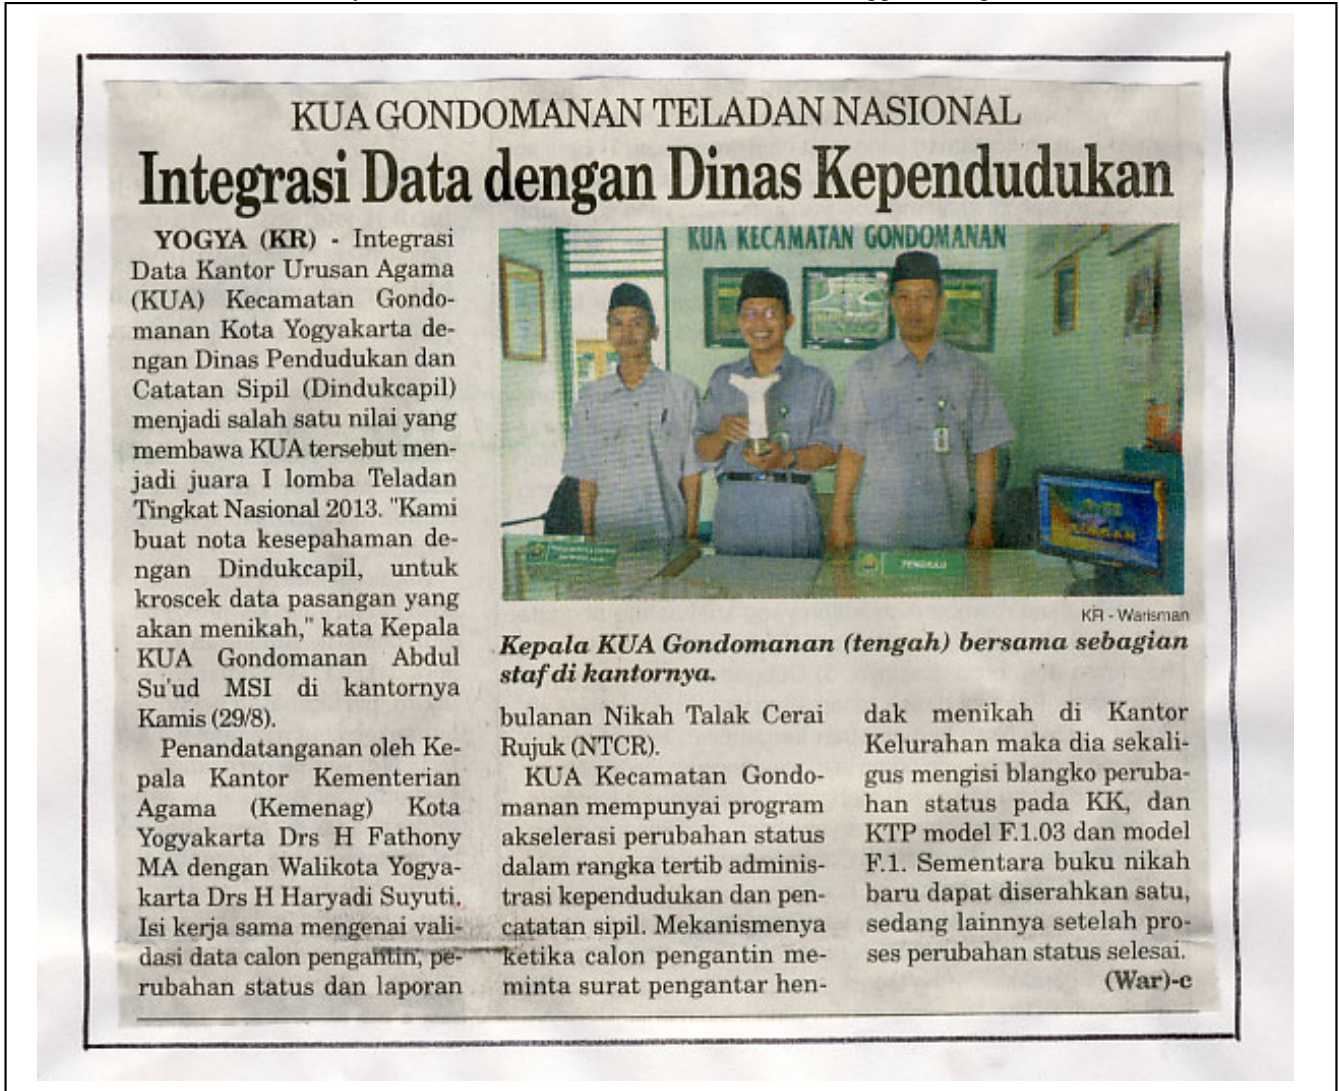 KUA GONDOMANAN TELADAN NASIONAL
Integrasi Data dengan Dinas Kependudukan
YOGYA (KR) - Integrasi
Data Kantor Urusan Agama
(KUA) Kecamatan Gondo-
manan Kota Yogyakarta de-
ngan Dinas Pendudukan dan
Catatan Sipil (Dindukcapil)
menjadi salah satu nilai yang
membawa KUA tersebut men-
jadi juara I lomba Teladan
Tingkat Nasional 2013. "Kami
buat nota kesepahaman de-
ngan Dindukcapil, untuk
kroscek data pasangan yang
akan menikah," kata Kepala
KUA Gondomanan Abdul
Su'ud MSI di kantornya
Kamis (29/8).
Penandatanganan oleh Ke-
pala Kantor Kementerian
Agama (Kemenag) Kota
Yogyakarta Drs H Fathony
MA dengan Walikota Yogya-
karta Drs H Haryadi Suyuti.
Isi kerja sama mengenai vali-
dasi data calon pengantin, pe-
rubahan status dan laporan
KUA KECAMATAN GONDOMANAN
PENGHULU
KR - Warisman
Kepala KUA Gondomanan (tengah) bersama sebagian
staf di kantornya.
bulanan Nikah Talak Cerai
Rujuk (NTCR).
KUA Kecamatan Gondo-
manan mempunyai program
akselerasi perubahan status
dalam rangka tertib adminis-
trasi kependudukan dan pen-
catatan sipil. Mekanismenya
ketika calon pengantin me-
minta surat pengantar hen-
dak menikah di Kantor
Kelurahan maka dia sekali-
gus mengisi blangko peruba-
han status pada KK, dan
KTP model F.1.03 dan model
F.1. Sementara buku nikah
baru dapat diserahkan satu,
sedang lainnya setelah pro-
ses perubahan status selesai.
(War)-c